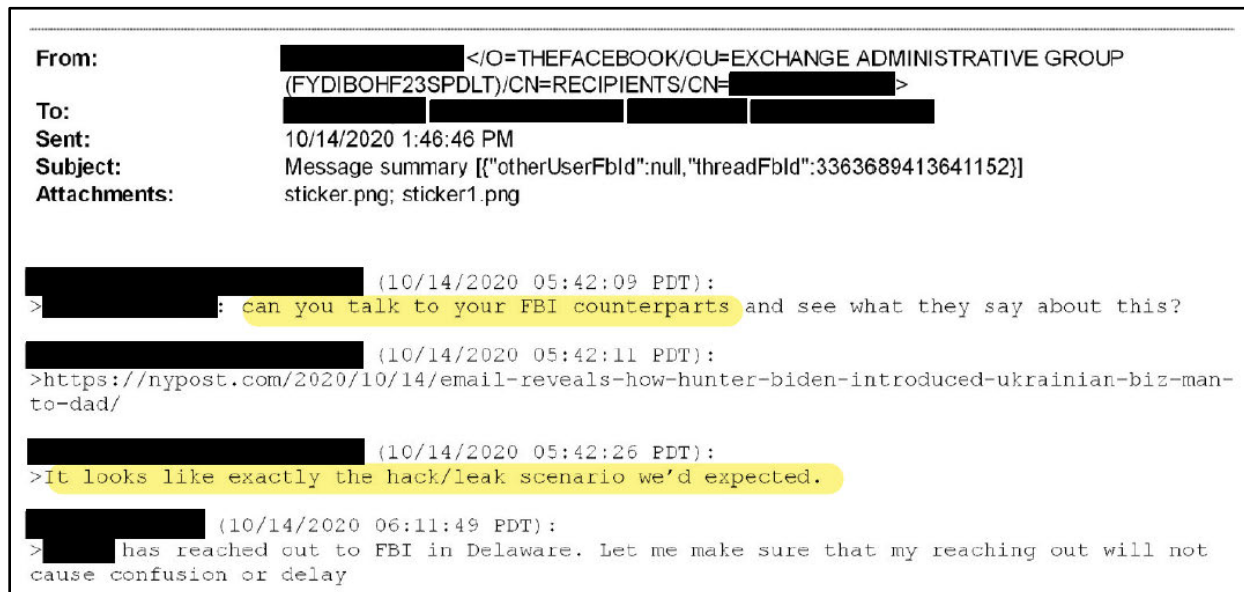 From: </O=THEFACEBOOK/OU=EXCHANGE ADMINISTRATIVE GROUP
(FYDIBOHF23SPDLT)/CN=RECIPIENTS/CN= >
To:
Sent: 10/14/2020 1:46:46 PM
Subject: Message summary [{"otherUserFbId":null,"threadFbId":3363689413641152}]
Attachments: sticker.png; sticker1.png
(10/14/2020 05:42:09 PDT):
> : can you talk to your FBI counterparts and see what they say about this?
(10/14/2020 05:42:11 PDT):
>https://nypost.com/2020/10/14/email-reveals-how-hunter-biden-introduced-ukrainian-biz-man-
to-dad/
(10/14/2020 05:42:26 PDT):
>It looks like exactly the hack/leak scenario we’d expected.
(10/14/2020 06:11:49 PDT):
> has reached out to FBI in Delaware. Let me make sure that my reaching out will not
cause confusion or delay